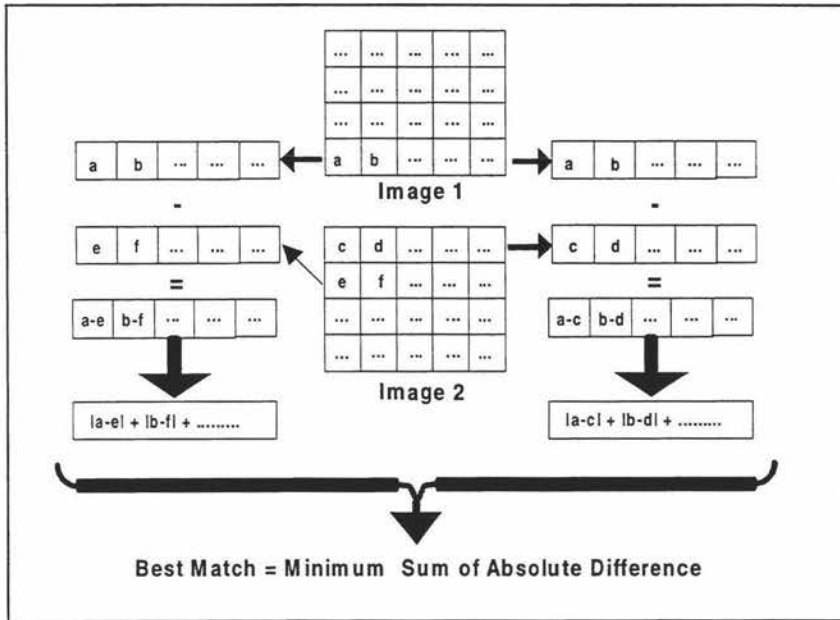 ... ... ... ... ...
... ... ... ... ...
... ... ... ... ...
a b ... ... ...
a b ... ... ...
a b ... ... ...
Image 1
-
-
e f ... ... ...
c d ... ... ...
e f ... ... ...
... ... ... ... ...
... ... ... ... ...
c d ... ... ...
=
=
a-e b-f ... ... ...
a-c b-d ... ... ...
Image 2
|a-e| + |b-f| + .........
|a-c| + |b-d| + .........
Best Match = Minimum Sum of Absolute Difference